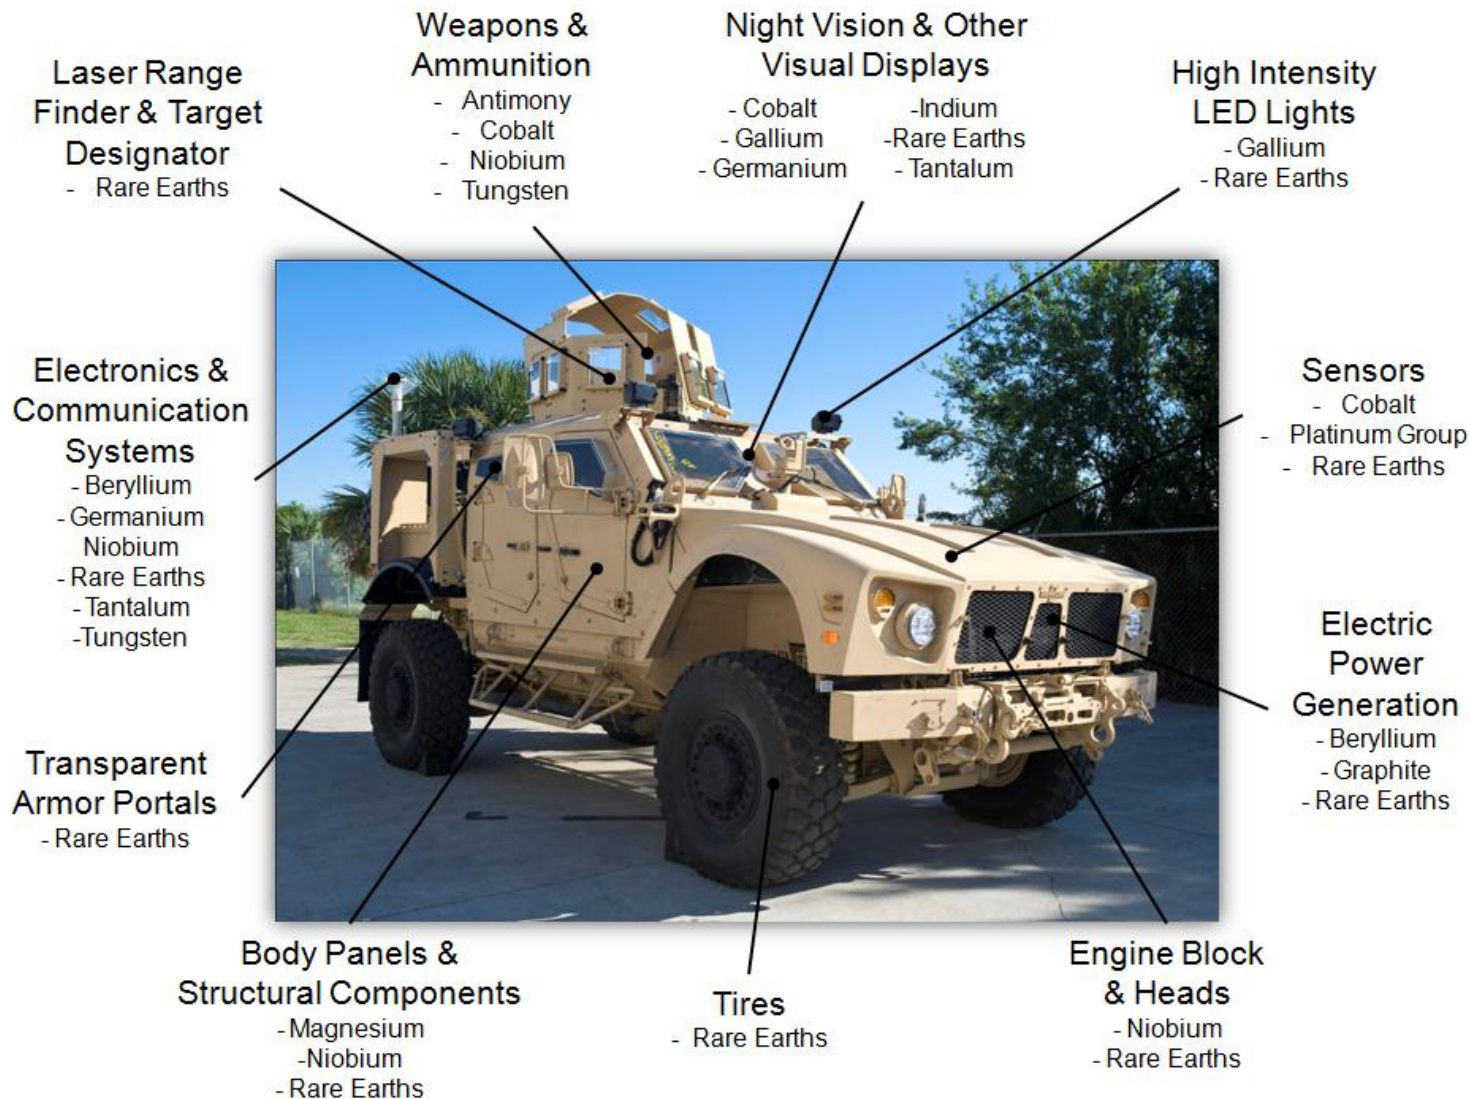 Laser Range
Finder & Target
Designator
- Rare Earths
Weapons &
Ammunition
- Antimony
- Cobalt
- Niobium
- Tungsten
Night Vision & Other
Visual Displays
- Cobalt
- Gallium
- Germanium
-Indium
-Rare Earths
- Tantalum
High Intensity
LED Lights
- Gallium
- Rare Earths
Electronics &
Communication
Systems
- Beryllium
- Germanium
Niobium
- Rare Earths
- Tantalum
-Tungsten
Sensors
- Cobalt
- Platinum Group
- Rare Earths
Electric
Power
Generation
- Beryllium
- Graphite
- Rare Earths
Transparent
Armor Portals
- Rare Earths
Body Panels &
Structural Components
- Magnesium
-Niobium
- Rare Earths
Tires
- Rare Earths
Engine Block
& Heads
- Niobium
- Rare Earths